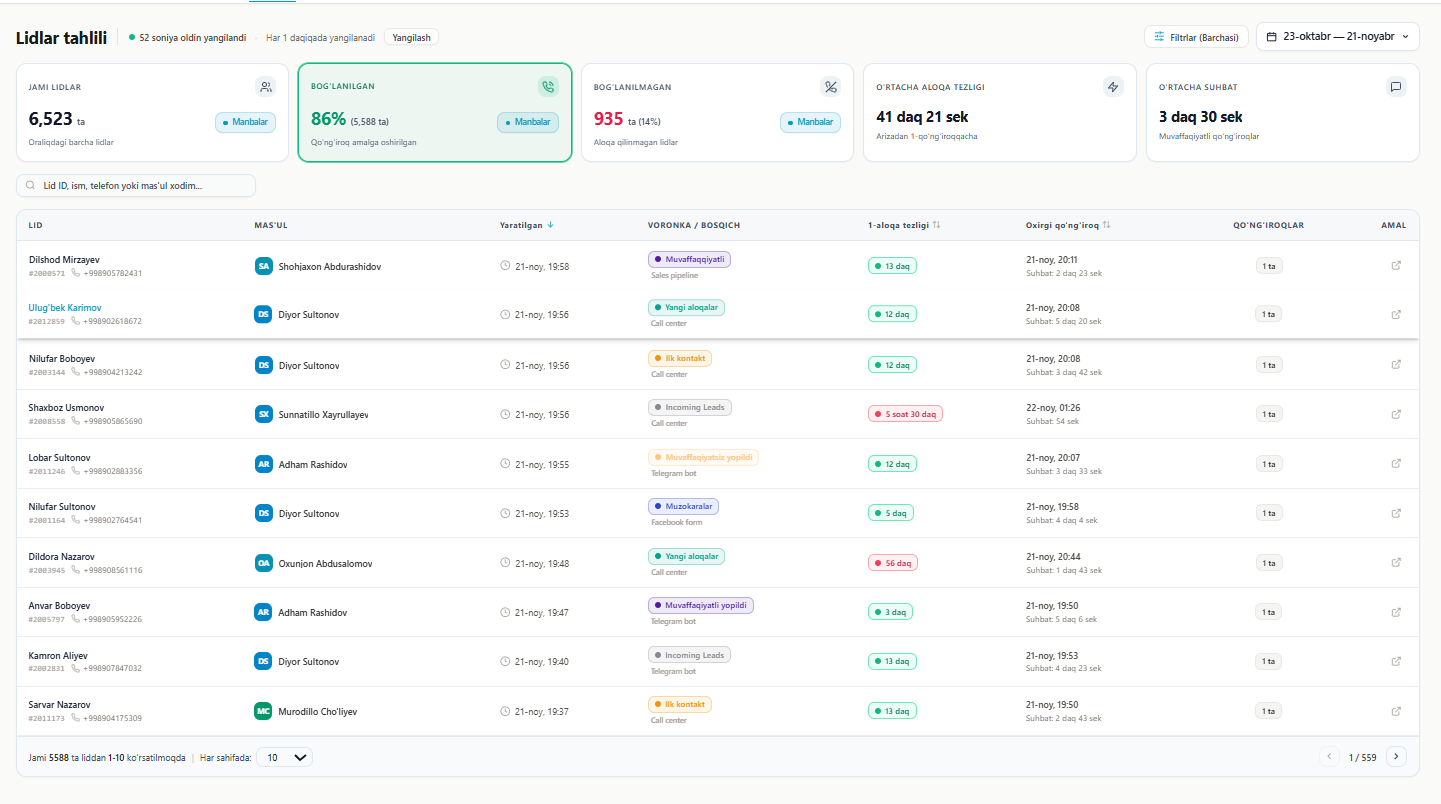 Lidlar tahlili
52 soniya oldin yangilandi · Har 1 daqiqada yangilanadi
Yangilash
Filtrlar (Barchasi)
23-oktabr — 21-noyabr
JAMI LIDLAR
6,523 ta
Manbalar
Oraliqdagi barcha lidlar
BOG'LANILGAN
86% (5,588 ta)
Manbalar
Qo'ng'iroq amalga oshirilgan
BOG'LANILMAGAN
935 ta (14%)
Manbalar
Aloqa qilinmagan lidlar
O'RTACHA ALOQA TEZLIGI
41 daq 21 sek
Arizadan 1-qo'ng'iroqqacha
O'RTACHA SUHBAT
3 daq 30 sek
Muvaffaqiyatli qo'ng'iroqlar
Lid ID, ism, telefon yoki mas'ul xodim...
LID MAS'UL Yaratilgan ↓ VORONKA / BOSQICH 1-aloqa tezligi ↑↓ Oxirgi qo'ng'iroq ↑↓ QO'NG'IROQLAR AMAL
Dilshod Mirzayev
#2000571 +998905782431
SA Shohjaxon Abdurashidov
21-noy, 19:58
Muvaffaqqiyatli
Sales pipeline
13 daq
21-noy, 20:11
Suhbat: 2 daq 23 sek
1 ta
Ulug'bek Karimov
#2012859 +998902618672
DS Diyor Sultonov
21-noy, 19:56
Yangi aloqalar
Call center
12 daq
21-noy, 20:08
Suhbat: 5 daq 20 sek
1 ta
Nilufar Boboyev
#2003144 +998904213242
DS Diyor Sultonov
21-noy, 19:56
Ilk kontakt
Call center
12 daq
21-noy, 20:08
Suhbat: 3 daq 42 sek
1 ta
Shaxboz Usmonov
#2008558 +998905865690
SX Sunnatillo Xayrullayev
21-noy, 19:56
Incoming Leads
Call center
5 soat 30 daq
22-noy, 01:26
Suhbat: 54 sek
1 ta
Lobar Sultonov
#2011246 +998902883356
AR Adham Rashidov
21-noy, 19:55
Muvaffaqiyatsiz yopildi
Telegram bot
12 daq
21-noy, 20:07
Suhbat: 3 daq 33 sek
1 ta
Nilufar Sultonov
#2001164 +998902764541
DS Diyor Sultonov
21-noy, 19:53
Muzokaralar
Facebook form
5 daq
21-noy, 19:58
Suhbat: 4 daq 4 sek
1 ta
Dildora Nazarov
#2003945 +998908561116
OA Oxunjon Abdusalomov
21-noy, 19:48
Yangi aloqalar
Call center
56 daq
21-noy, 20:44
Suhbat: 1 daq 43 sek
1 ta
Anvar Boboyev
#2005797 +998905952226
AR Adham Rashidov
21-noy, 19:47
Muvaffaqiyatli yopildi
Telegram bot
3 daq
21-noy, 19:50
Suhbat: 5 daq 6 sek
1 ta
Kamron Aliyev
#2002831 +998907847032
DS Diyor Sultonov
21-noy, 19:40
Incoming Leads
Telegram bot
13 daq
21-noy, 19:53
Suhbat: 4 daq 23 sek
1 ta
Sarvar Nazarov
#2011173 +998904175309
MC Murodillo Cho'liyev
21-noy, 19:37
Ilk kontakt
Call center
13 daq
21-noy, 19:50
Suhbat: 2 daq 43 sek
1 ta
Jami 5588 ta liddan 1-10 ko'rsatilmoqda | Har sahifada: 10
1 / 559